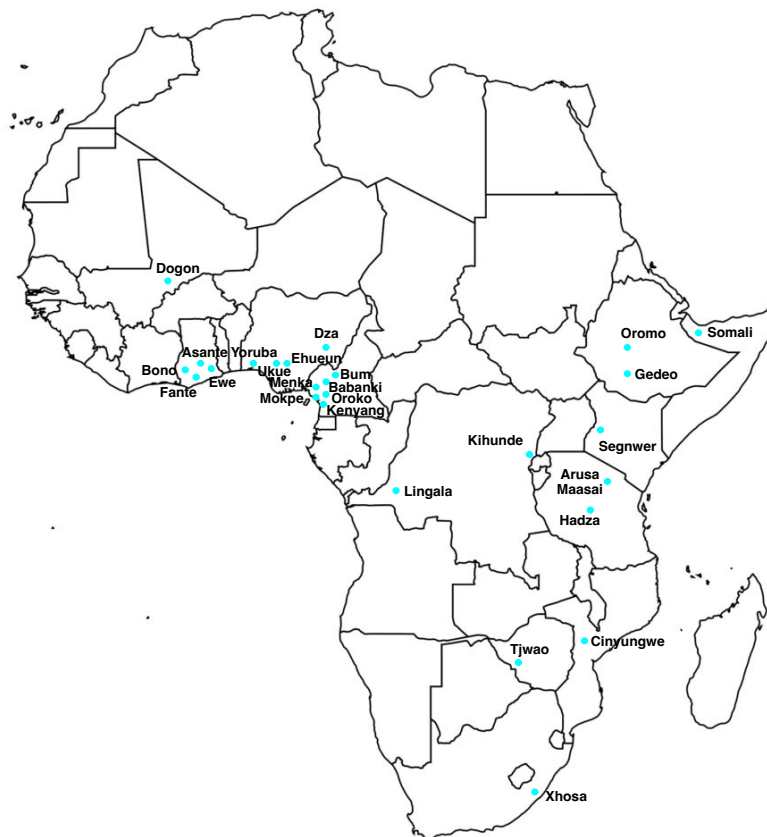 Dogon
Dza
Oromo
Somali
Asante
Yoruba
Ehueun
Bono
Ukue
Bum
Gedeo
Ewe
Menka
Babanki
Fante
Mokpe
Oroko
Kenyang
Kihunde
Segnwer
Arusa
Maasai
Lingala
Hadza
Cinyungwe
Tjwao
Xhosa